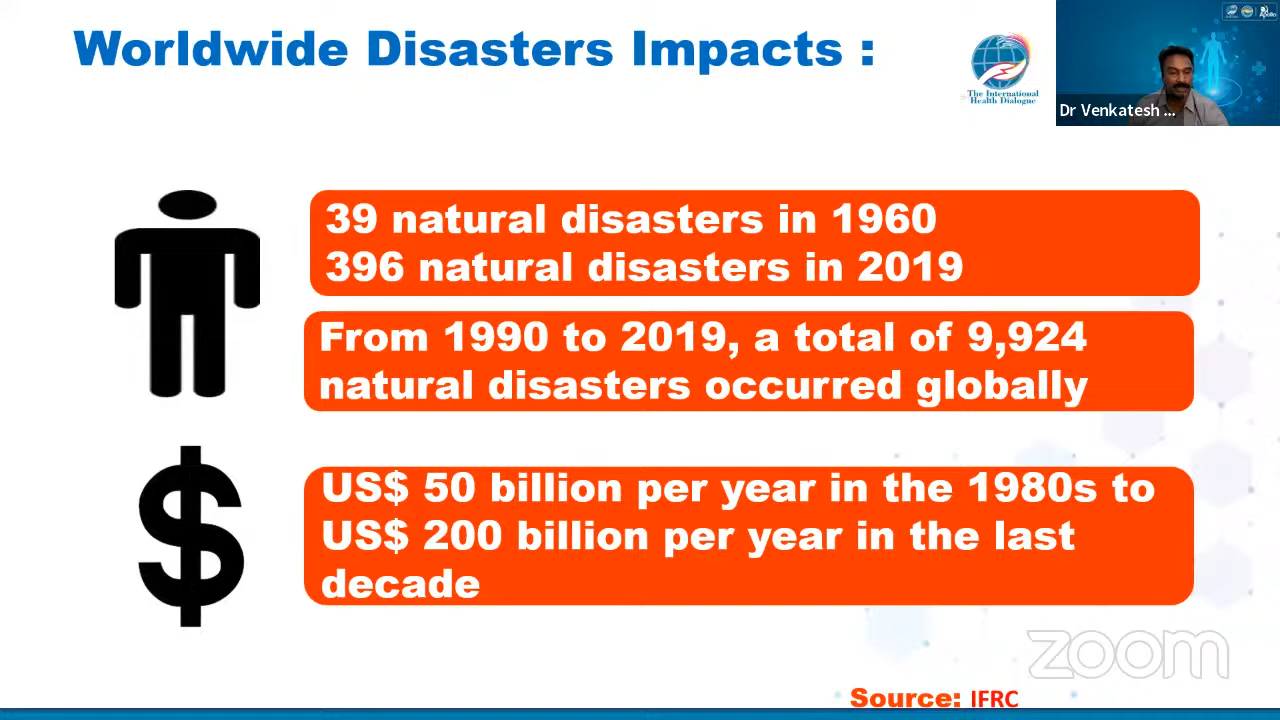 Worldwide Disasters Impacts :
The International
Health Dialogue
Dr Venkatesh ...
39 natural disasters in 1960
396 natural disasters in 2019
From 1990 to 2019, a total of 9,924
natural disasters occurred globally
US$ 50 billion per year in the 1980s to
US$ 200 billion per year in the last
decade
zoom
Source: IFRC